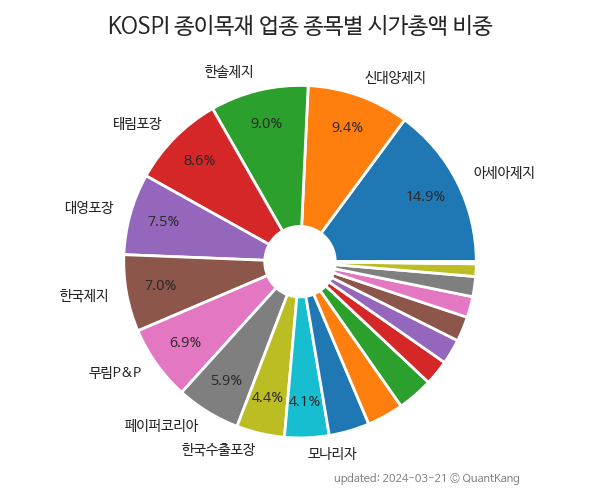 KOSPI 종이목재 업종 종목별 시가총액 비중
한솔제지
신대양제지
9.0%
9.4%
태림포장
8.6%
아세아제지
14.9%
대영포장
7.5%
7.0%
한국제지
6.9%
무림P&P
5.9%
4.4%
4.1%
페이퍼코리아
한국수출포장
모나리자
updated: 2024-03-21 © QuantKang